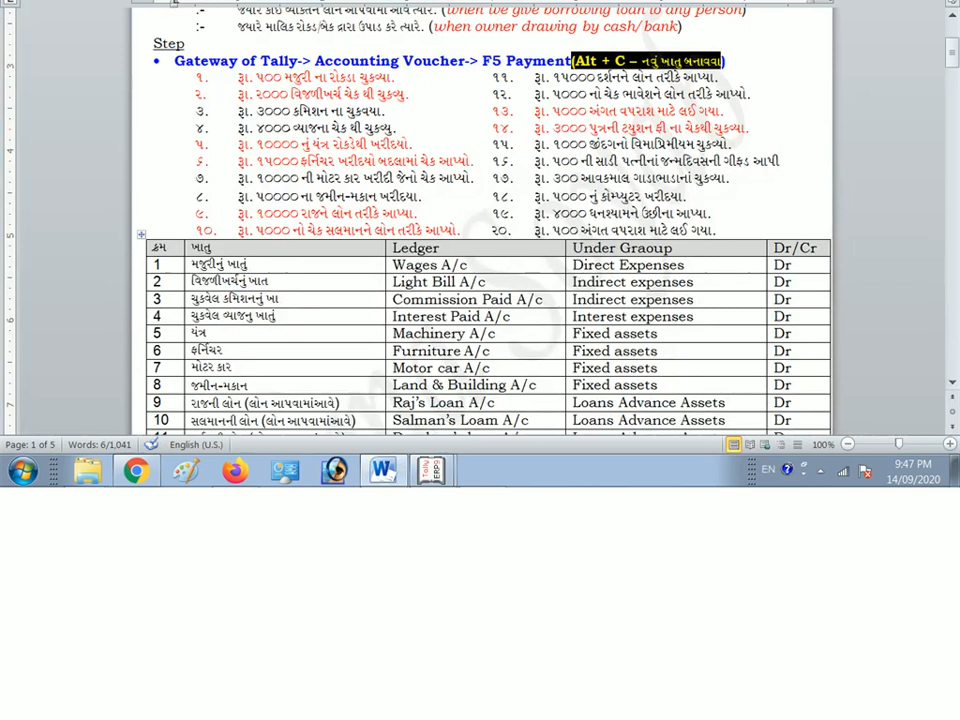 :- જયારે કોઈ વ્યકિતને લોન આપવામાં આવે ત્યારે. (when we give borrowing loan to any person)
:- જયારે માલિક રોકડ/બેંક દ્વારા ઉપાડ કરે ત્યારે. (when owner drawing by cash/bank)
Step
• Gateway of Tally-> Accounting Voucher-> F5 Payment(Alt + C – નવું ખાતુ બનાવવા)
૧. રૂા. ૫૦૦ મજુરી ના રોકડા ચુકવ્યા.
૨. રૂા. ૨૦૦૦ વિજળીખર્ચ ચેક થી ચુકવ્યુ.
૩. રૂા. ૩૦૦૦ કમિશન ના ચુકવયા.
૪. રૂા. ૪૦૦૦ વ્યાજના ચેક થી ચુકવ્યુ.
૫. રૂા. ૧૦૦૦૦ નું યંત્ર રોકડેથી ખરીદયો.
૬. રૂા. ૧૫૦૦૦ ફર્નિચર ખરીદયો બદલામાં ચેક આપ્યો.
૭. રૂા. ૧૦૦૦૦ ની મોટર કાર ખરીદી જેનો ચેક આપ્યો.
૮. રૂા. ૫૦૦૦૦ ના જમીન-મકાન ખરીદયા.
૯. રૂા. ૧૦૦૦૦ રાજને લોન તરીકે આપ્યા.
૧૦. રૂા. ૫૦૦૦ નો ચેક સલમાનને લોન તરીકે આપ્યો.
૧૧. રૂા. ૧૫૦૦૦ દર્શનને લોન તરીકે આપ્યા.
૧૨. રૂા. ૫૦૦૦ નો ચેક ભાવેશને લોન તરીકે આપ્યો.
૧૩. રૂા. ૫૦૦૦ અંગત વપરાશ માટે લઈ ગયા.
૧૪. રૂા. ૩૦૦૦ પુત્રની ટયુશન ફી ના ચેકથી ચુકવ્યા.
૧૫. રૂા. ૧૦૦૦ જીંદગનો વિમાપ્રિમીયમ ચુકવ્યો.
૧૬. રૂા. ૫૦૦ ની સાડી પત્નીનાં જન્મદિવસની ગીફડ આપી
૧૭. રૂા. ૩૦૦ આવકમાલ ગાડાભાડાનાં ચુકવ્યા.
૧૮. રૂા. ૫૦૦૦ નું કોમ્પ્યુટર ખરીદયા.
૧૯. રૂા. ૪૦૦૦ ઘનશ્યામને ઉછીના આપ્યા.
૨૦. રૂા. ૫૦૦ અંગત વપરાશ માટે લઈ ગયા.
ક્રમ ખાતુ Ledger Under Graoup Dr/Cr
1 મજુરીનું ખાતું Wages A/c Direct Expenses Dr
2 વિજળીખર્ચનું ખાત Light Bill A/c Indirect expenses Dr
3 ચુકવેલ કમિશનનું ખા Commission Paid A/c Indirect expenses Dr
4 ચુકવેલ વ્યાજનુ ખાતું Interest Paid A/c Interest expenses Dr
5 યંત્ર Machinery A/c Fixed assets Dr
6 ફર્નિચર Furniture A/c Fixed assets Dr
7 મોટર કાર Motor car A/c Fixed assets Dr
8 જમીન-મકાન Land & Building A/c Fixed assets Dr
9 રાજની લોન (લોન આપવામાંઆવે) Raj's Loan A/c Loans Advance Assets Dr
10 સલમાનની લોન (લોન આપવામાંઆવે) Salman's Loam A/c Loans Advance Assets Dr
Page: 1 of 5 Words: 6/1,041 English (U.S.) 100%
EN 9:47 PM
14/09/2020